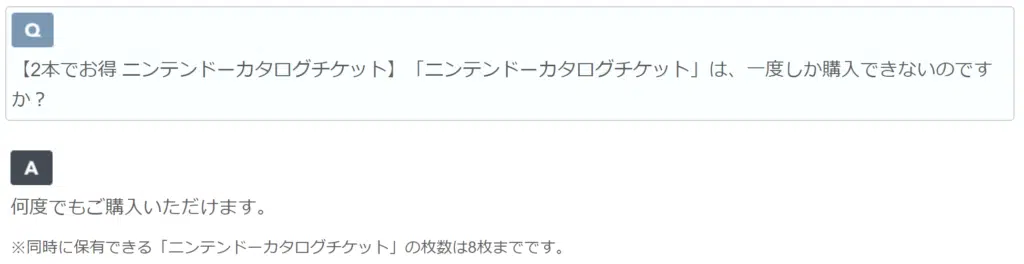 Q
【2本でお得 ニンテンドーカタログチケット】「ニンテンドーカタログチケット」は、一度しか購入できないのです
か？
A
何度でもご購入いただけます。
※同時に保有できる「ニンテンドーカタログチケット」の枚数は8枚までです。